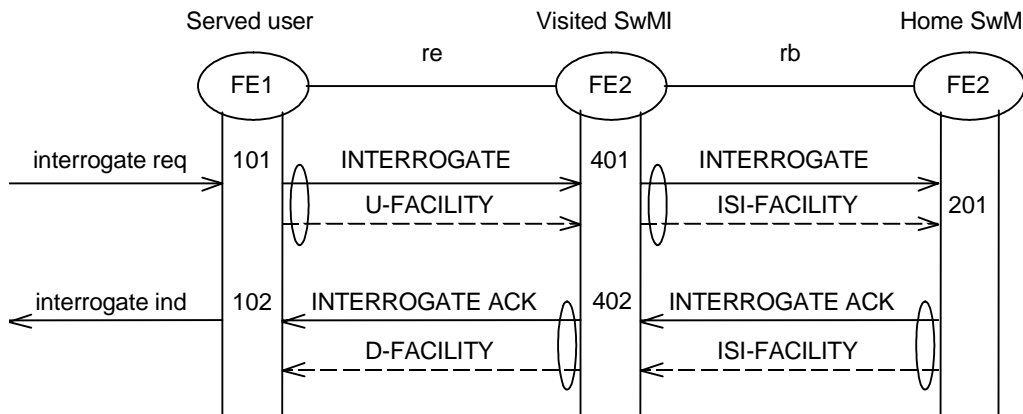 Served user Visited SwMI Home SwM
re rb
FE1 FE2 FE2
interrogate req 101 INTERROGATE 401 INTERROGATE
U-FACILITY ISI-FACILITY 201
interrogate ind 102 INTERROGATE ACK 402 INTERROGATE ACK
D-FACILITY ISI-FACILITY